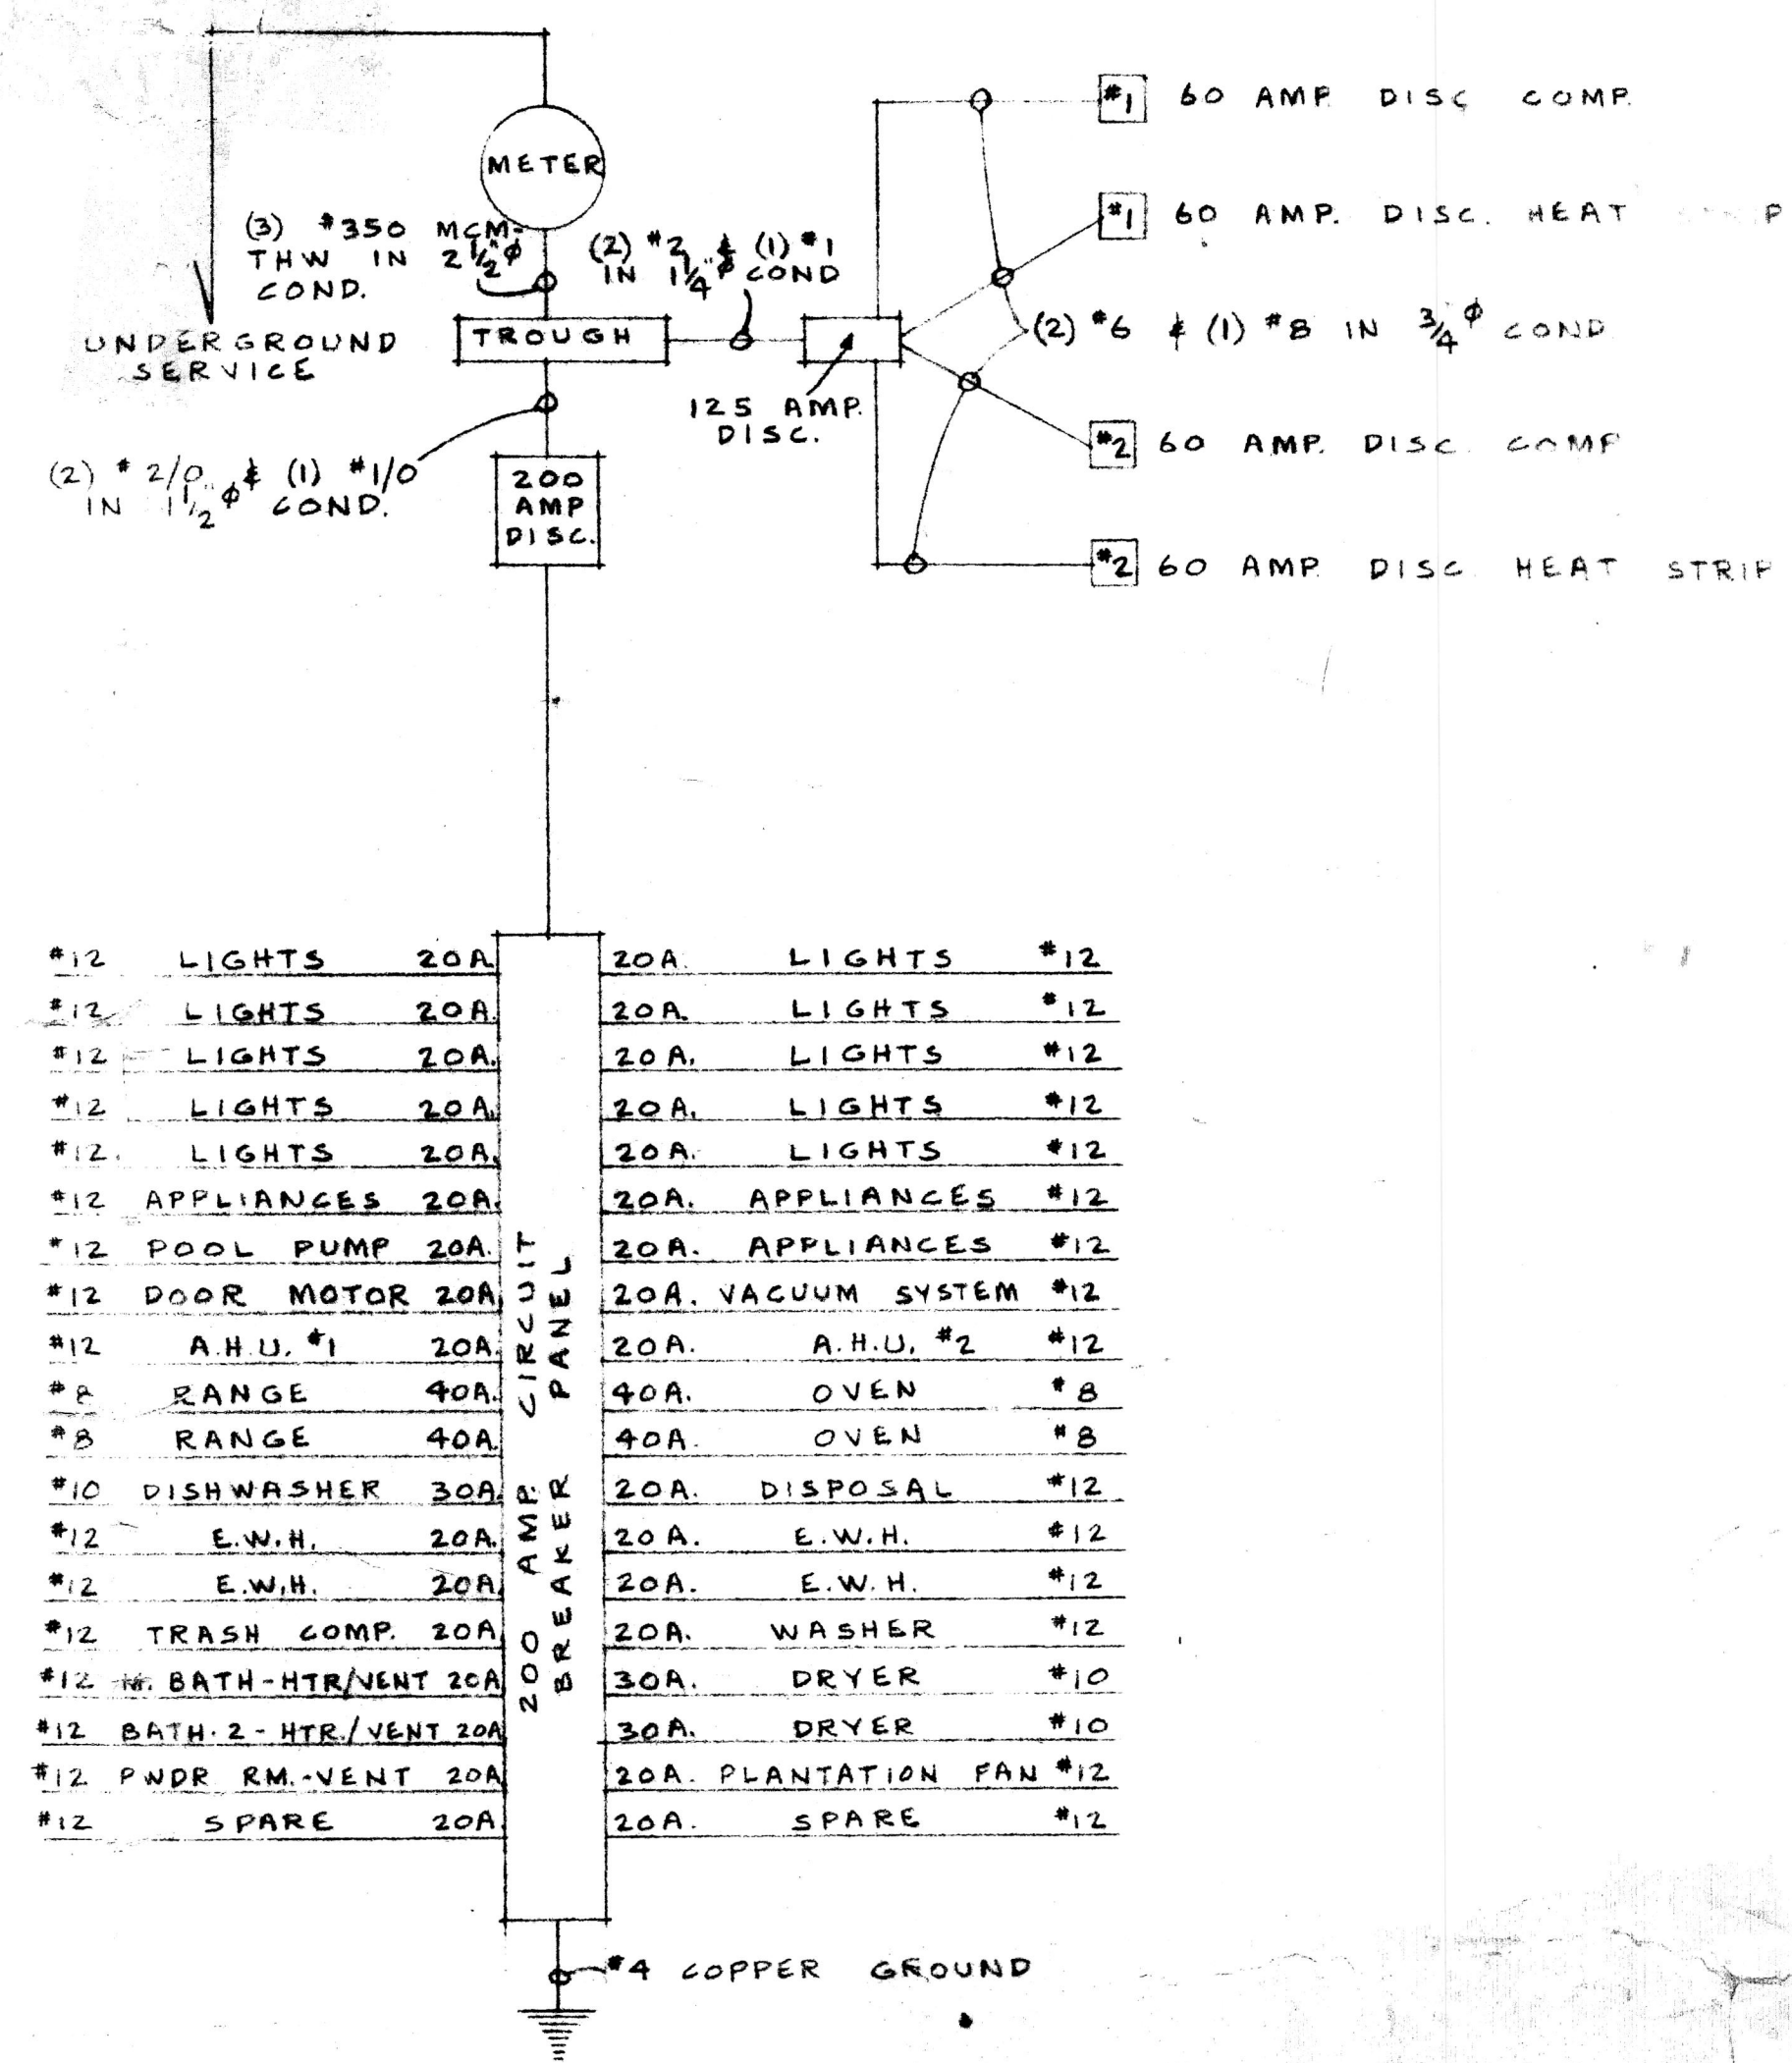 METER
(3) #350 MCM-
THW IN 2 1/2" ø
COND.
(2) #2 & (1) #1
IN 1 1/4" ø COND
UNDERGROUND
SERVICE
TROUGH
125 AMP.
DISC.
(2) #2/0 & (1) #1/0
IN 1 1/2" ø COND.
200
AMP
DISC.
#1 60 AMP. DISC COMP.
#1 60 AMP. DISC. HEAT
(2) #6 & (1) #8 IN 3/4 ø COND
#2 60 AMP. DISC. COMP
#2 60 AMP. DISC HEAT STRIP
#12 LIGHTS 20A 20A. LIGHTS #12
#12 LIGHTS 20A. 20A. LIGHTS #12
#12 LIGHTS 20A. 20A. LIGHTS #12
#12 LIGHTS 20A. 20A. LIGHTS #12
#12. LIGHTS 20A. 20A. LIGHTS #12
#12 APPLIANCES 20A. 20A. APPLIANCES #12
#12 POOL PUMP 20A. 20A. APPLIANCES #12
#12 DOOR MOTOR 20A 20A. VACUUM SYSTEM #12
#12 A.H.U. #1 20A. 20A. A.H.U. #2 #12
#8 RANGE 40A. 40A. OVEN #8
#8 RANGE 40A 40A. OVEN #8
#10 DISHWASHER 30A. 20A. DISPOSAL #12
#12 E.W.H. 20A. 20A. E.W.H. #12
#12 E.W.H. 20A 20A. E.W.H. #12
#12 TRASH COMP. 20A 20A. WASHER #12
#12 M. BATH-HTR/VENT 20A 30A. DRYER #10
#12 BATH.2-HTR./VENT 20A 30A. DRYER #10
#12 PWDR RM.-VENT 20A 20A. PLANTATION FAN #12
#12 SPARE 20A. 20A. SPARE #12
200 AMP. CIRCUIT
BREAKER PANEL
#4 COPPER GROUND